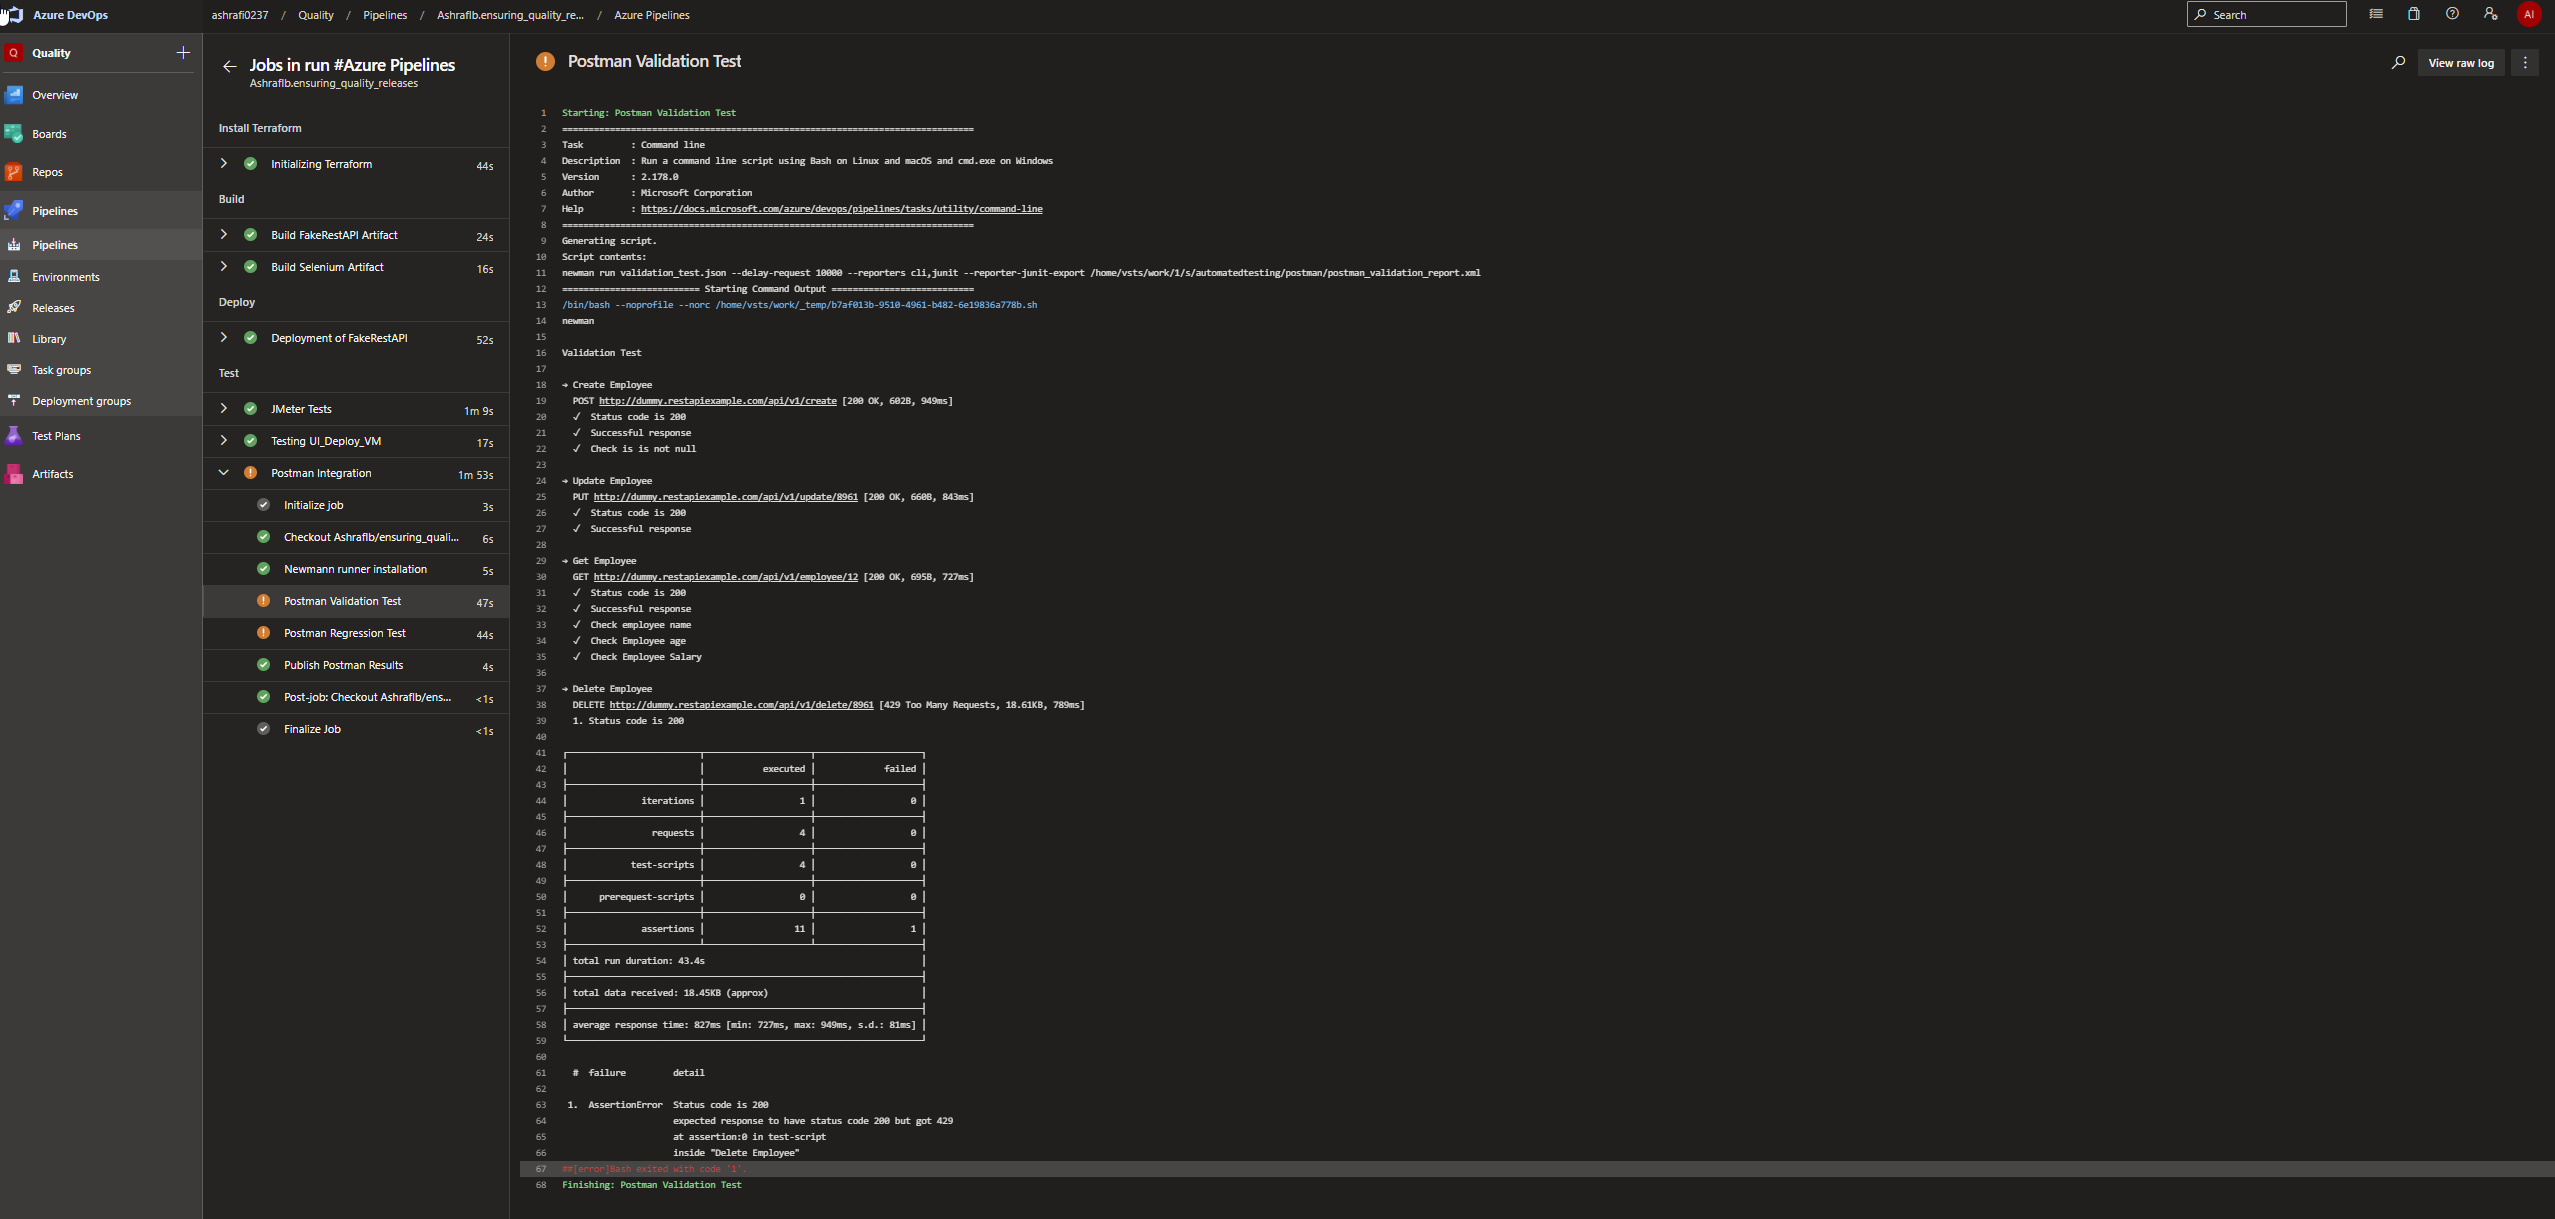 Azure DevOps
ashrafi0237 / Quality / Pipelines / AshrafIb.ensuring_quality_re... / Azure Pipelines
Search
AI
Q Quality
Overview
Boards
Repos
Pipelines
Pipelines
Environments
Releases
Library
Task groups
Deployment groups
Test Plans
Artifacts
Jobs in run #Azure Pipelines
AshrafIb.ensuring_quality_releases
Install Terraform
Initializing Terraform 44s
Build
Build FakeRestAPI Artifact 24s
Build Selenium Artifact 16s
Deploy
Deployment of FakeRestAPI 52s
Test
JMeter Tests 1m 9s
Testing UI_Deploy_VM 17s
Postman Integration 1m 53s
Initialize job 3s
Checkout AshrafIb/ensuring_quali... 6s
Newmann runner installation 5s
Postman Validation Test 47s
Postman Regression Test 44s
Publish Postman Results 4s
Post-job: Checkout AshrafIb/ens... <1s
Finalize Job <1s
Postman Validation Test
View raw log
1 Starting: Postman Validation Test
2 ==============================================================================
3 Task         : Command line
4 Description  : Run a command line script using Bash on Linux and macOS and cmd.exe on Windows
5 Version      : 2.178.0
6 Author       : Microsoft Corporation
7 Help         : https://docs.microsoft.com/azure/devops/pipelines/tasks/utility/command-line
8 ==============================================================================
9 Generating script.
10 Script contents:
11 newman run validation_test.json --delay-request 10000 --reporters cli,junit --reporter-junit-export /home/vsts/work/1/s/automatedtesting/postman/postman_validation_report.xml
12 ========================== Starting Command Output ===========================
13 /bin/bash --noprofile --norc /home/vsts/work/_temp/b7af013b-9510-4961-b482-6e19836a778b.sh
14 newman
15
16 Validation Test
17
18 → Create Employee
19 POST http://dummy.restapiexample.com/api/v1/create [200 OK, 602B, 949ms]
20 ✓ Status code is 200
21 ✓ Successful response
22 ✓ Check is is not null
23
24 → Update Employee
25 PUT http://dummy.restapiexample.com/api/v1/update/8961 [200 OK, 660B, 843ms]
26 ✓ Status code is 200
27 ✓ Successful response
28
29 → Get Employee
30 GET http://dummy.restapiexample.com/api/v1/employee/12 [200 OK, 695B, 727ms]
31 ✓ Status code is 200
32 ✓ Successful response
33 ✓ Check employee name
34 ✓ Check Employee age
35 ✓ Check Employee Salary
36
37 → Delete Employee
38 DELETE http://dummy.restapiexample.com/api/v1/delete/8961 [429 Too Many Requests, 18.61KB, 789ms]
39 1. Status code is 200
40
41
42 executed failed
43
44 iterations 1 0
45
46 requests 4 0
47
48 test-scripts 4 0
49
50 prerequest-scripts 0 0
51
52 assertions 11 1
53
54 total run duration: 43.4s
55
56 total data received: 18.45KB (approx)
57
58 average response time: 827ms [min: 727ms, max: 949ms, s.d.: 81ms]
59
60
61 # failure detail
62
63 1. AssertionError Status code is 200
64 expected response to have status code 200 but got 429
65 at assertion:0 in test-script
66 inside "Delete Employee"
67 ##[error]Bash exited with code '1'.
68 Finishing: Postman Validation Test